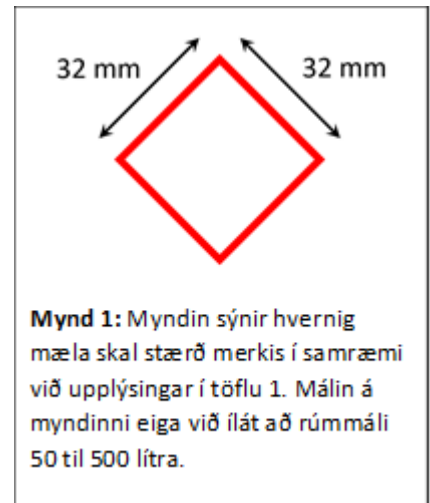 32 mm 32 mm
Mynd 1: Myndin sýnir hvernig
mæla skal stærð merkis í samræmi
við upplýsingar í töflu 1. Málin á
myndinni eiga við ílát að rúmmáli
50 til 500 lítra.